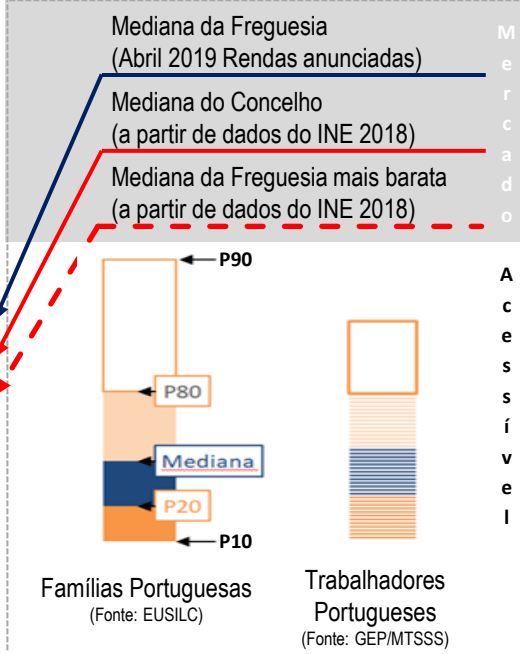 Mediana da Freguesia
(Abril 2019 Rendas anunciadas)
Mediana do Concelho
(a partir de dados do INE 2018)
Mediana da Freguesia mais barata
(a partir de dados do INE 2018)
Mercado
P90
P80
Mediana
P20
P10
Acessível
Famílias Portuguesas
(Fonte: EUSILC)
Trabalhadores
Portugueses
(Fonte: GEP/MTSSS)